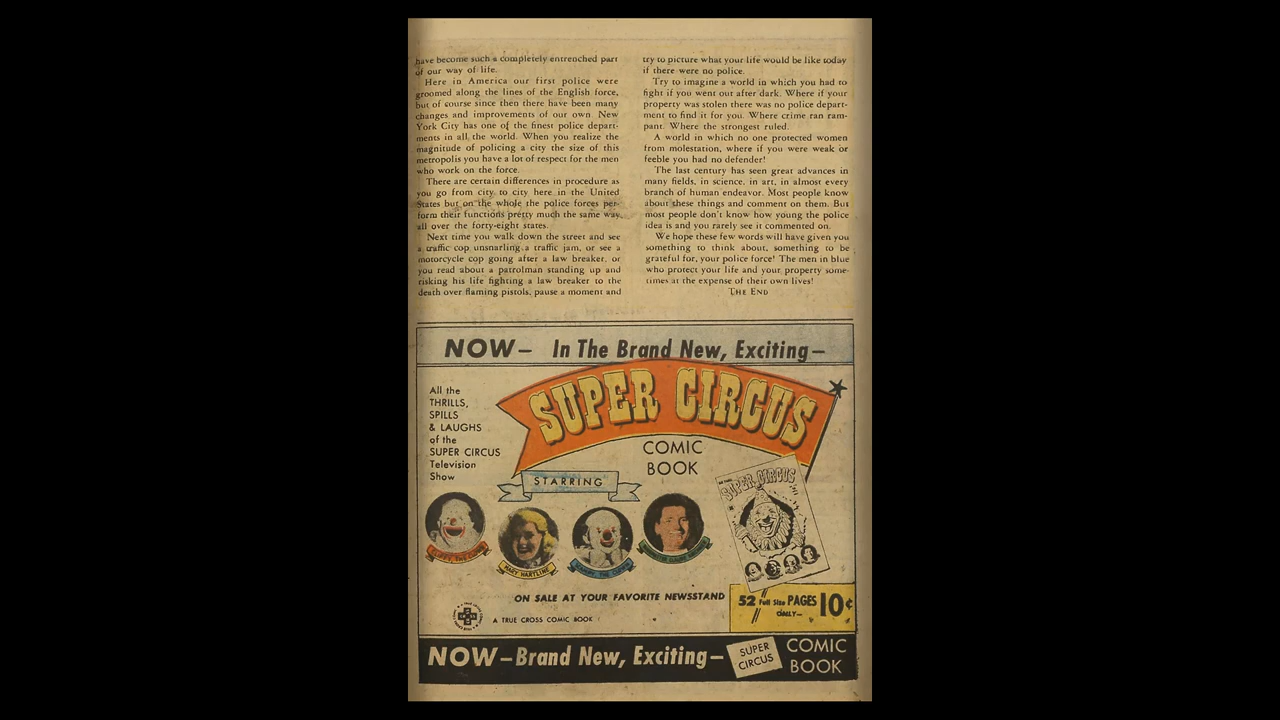 have become such a completely entrenched part
of our way of life.
Here in America our first police were
groomed along the lines of the English force,
but of course since then there have been many
changes and improvements of our own. New
York City has one of the finest police depart-
ments in all the world. When you realize the
magnitude of policing a city the size of this
metropolis you have a lot of respect for the men
who work on the force.
There are certain differences in procedure as
you go from city to city here in the United
States but on the whole the police forces per-
form their functions pretty much the same way
all over the forty-eight states.
Next time you walk down the street and see
a traffic cop unsnarling a traffic jam, or see a
motorcycle cop going after a law breaker, or
you read about a patrolman standing up and
risking his life fighting a law breaker to the
death over flaming pistols, pause a moment and
try to picture what your life would be like today
if there were no police.
Try to imagine a world in which you had to
fight if you went out after dark. Where if your
property was stolen there was no police depart-
ment to find it for you. Where crime ran ram-
pant. Where the strongest ruled.
A world in which no one protected women
from molestation, where if you were weak or
feeble you had no defender!
The last century has seen great advances in
many fields, in science, in art, in almost every
branch of human endeavor. Most people know
about these things and comment on them. But
most people don't know how young the police
idea is and you rarely see it commented on.
We hope these few words will have given you
something to think about, something to be
grateful for, your police force! The men in blue
who protect your life and your property some-
times at the expense of their own lives!
THE END
NOW— In The Brand New, Exciting—
All the
THRILLS,
SPILLS
& LAUGHS
of the
SUPER CIRCUS
Television
Show
SUPER CIRCUS
COMIC
BOOK
STARRING
SUPER CIRCUS
MARY HARTLINE
ON SALE AT YOUR FAVORITE NEWSSTAND
A TRUE CROSS COMIC BOOK
52 Full Size PAGES 10¢
ONLY—
NOW—Brand New, Exciting—
SUPER
CIRCUS
COMIC
BOOK